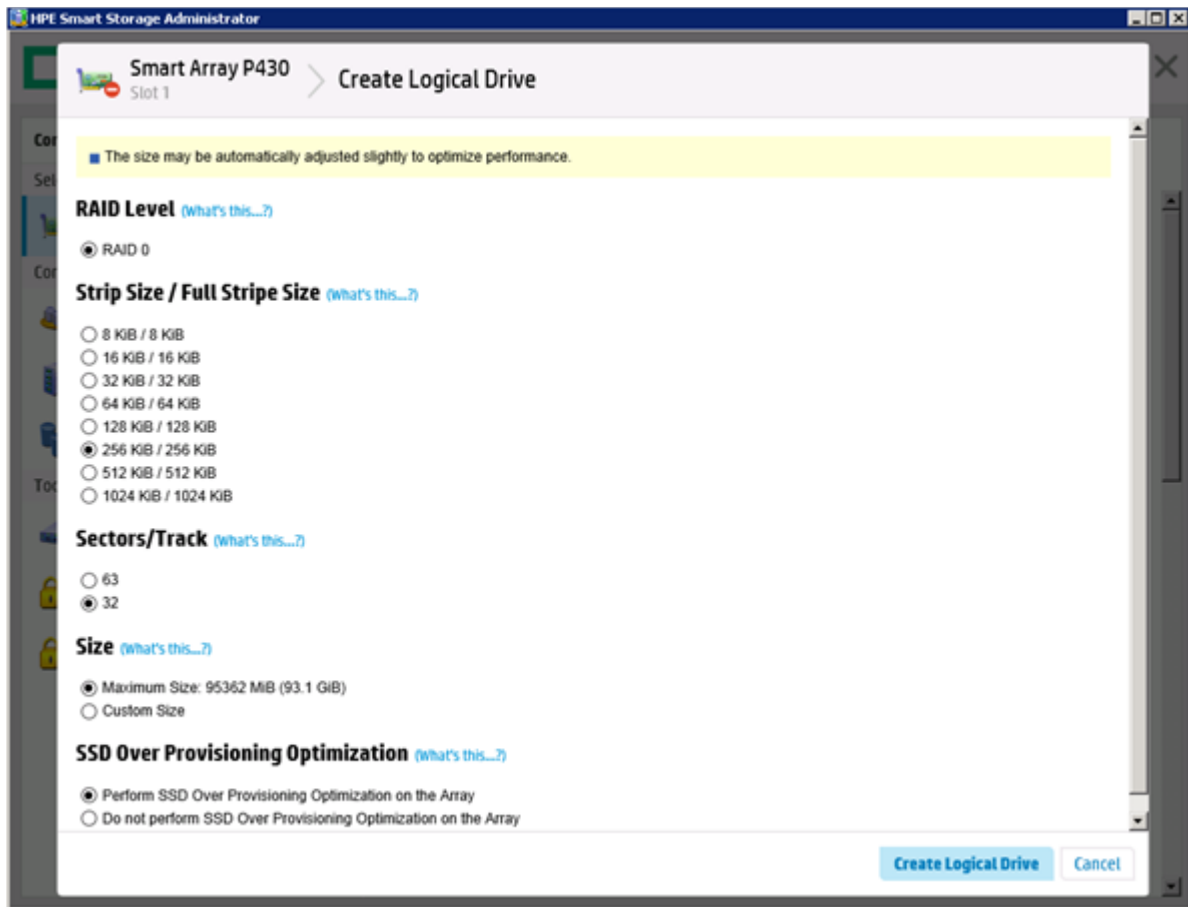 HPE Smart Storage Administrator
Smart Array P430
Slot 1
Create Logical Drive
The size may be automatically adjusted slightly to optimize performance.
RAID Level (What's this...?)
RAID 0
Strip Size / Full Stripe Size (What's this...?)
8 KiB / 8 KiB
16 KiB / 16 KiB
32 KiB / 32 KiB
64 KiB / 64 KiB
128 KiB / 128 KiB
256 KiB / 256 KiB
512 KiB / 512 KiB
1024 KiB / 1024 KiB
Sectors/Track (What's this...?)
63
32
Size (What's this...?)
Maximum Size: 95362 MiB (93.1 GiB)
Custom Size
SSD Over Provisioning Optimization (What's this...?)
Perform SSD Over Provisioning Optimization on the Array
Do not perform SSD Over Provisioning Optimization on the Array
Create Logical Drive
Cancel